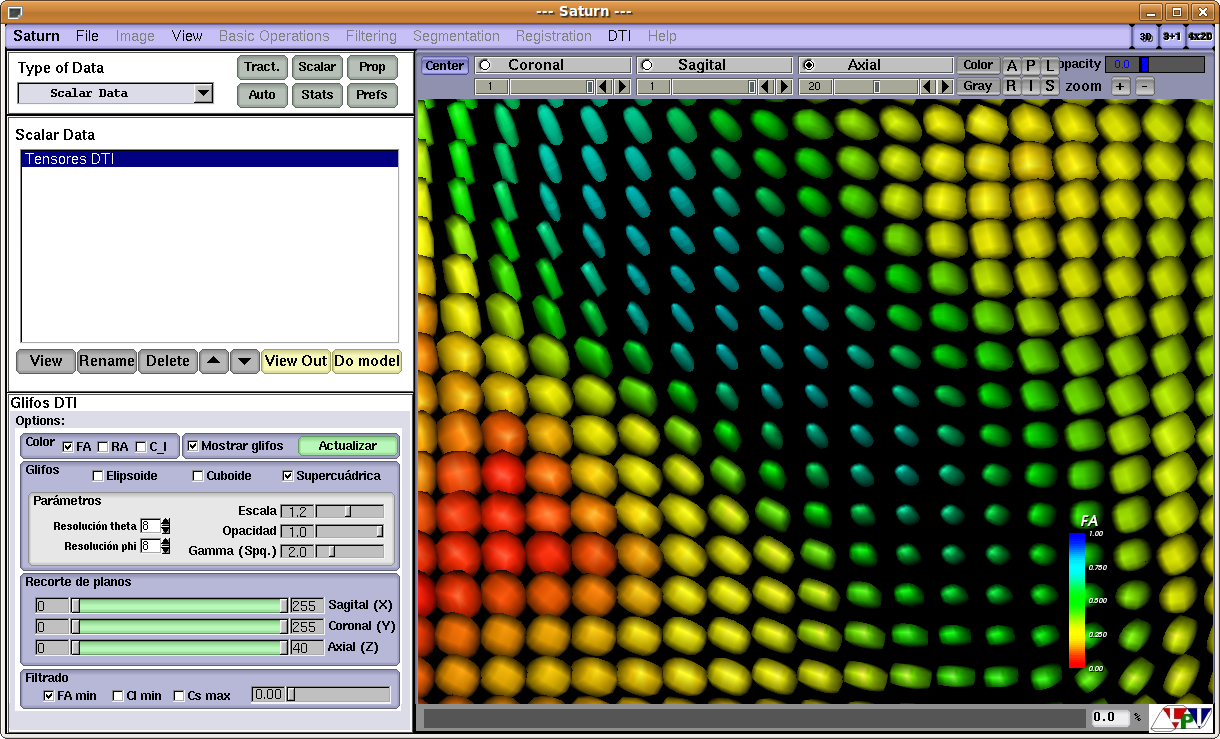 --- Saturn ---
Saturn File Image View Basic Operations Filtering Segmentation Registration DTI Help 3D 3+1 4x2D
Type of Data
Scalar Data
Tract. Scalar Prop
Auto Stats Prefs
Center Coronal Sagital Axial Color A P L opacity 0.0
1 1 20 Gray R I S zoom + -
Scalar Data
Tensores DTI
View Rename Delete View Out Do model
Glifos DTI
Options:
Color FA RA C_l Mostrar glifos Actualizar
Glifos Elipsoide Cuboide Supercuádrica
Parámetros
Resolución theta 8
Resolución phi 8
Escala 1.2
Opacidad 1.0
Gamma (Spq.) 2.0
Recorte de planos
0 255 Sagital (X)
0 255 Coronal (Y)
0 40 Axial (Z)
Filtrado
FA min Cl min Cs max 0.00
FA
1.00
0.750
0.500
0.250
0.00
0.0 %